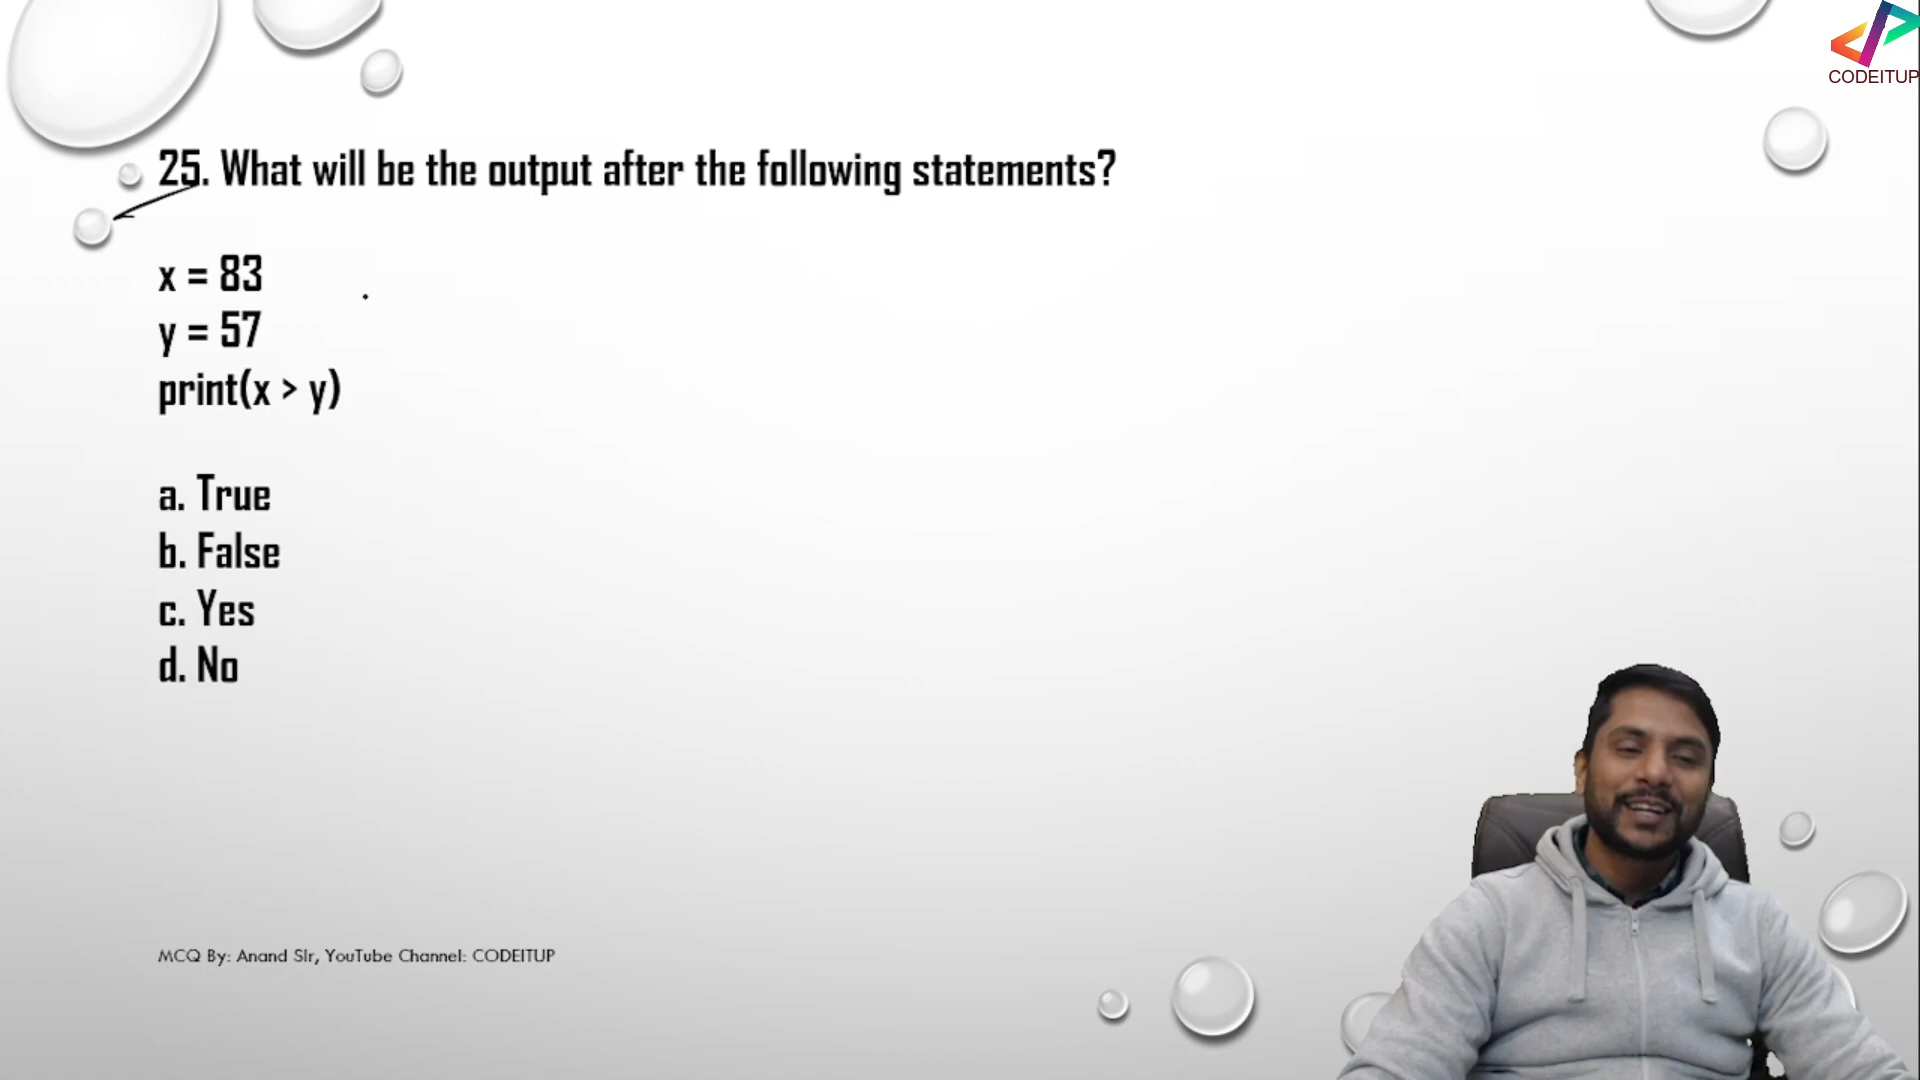 CODEITUP
25. What will be the output after the following statements?
x = 83
y = 57
print(x > y)
a. True
b. False
c. Yes
d. No
MCQ By: Anand SIr, YouTube Channel: CODEITUP